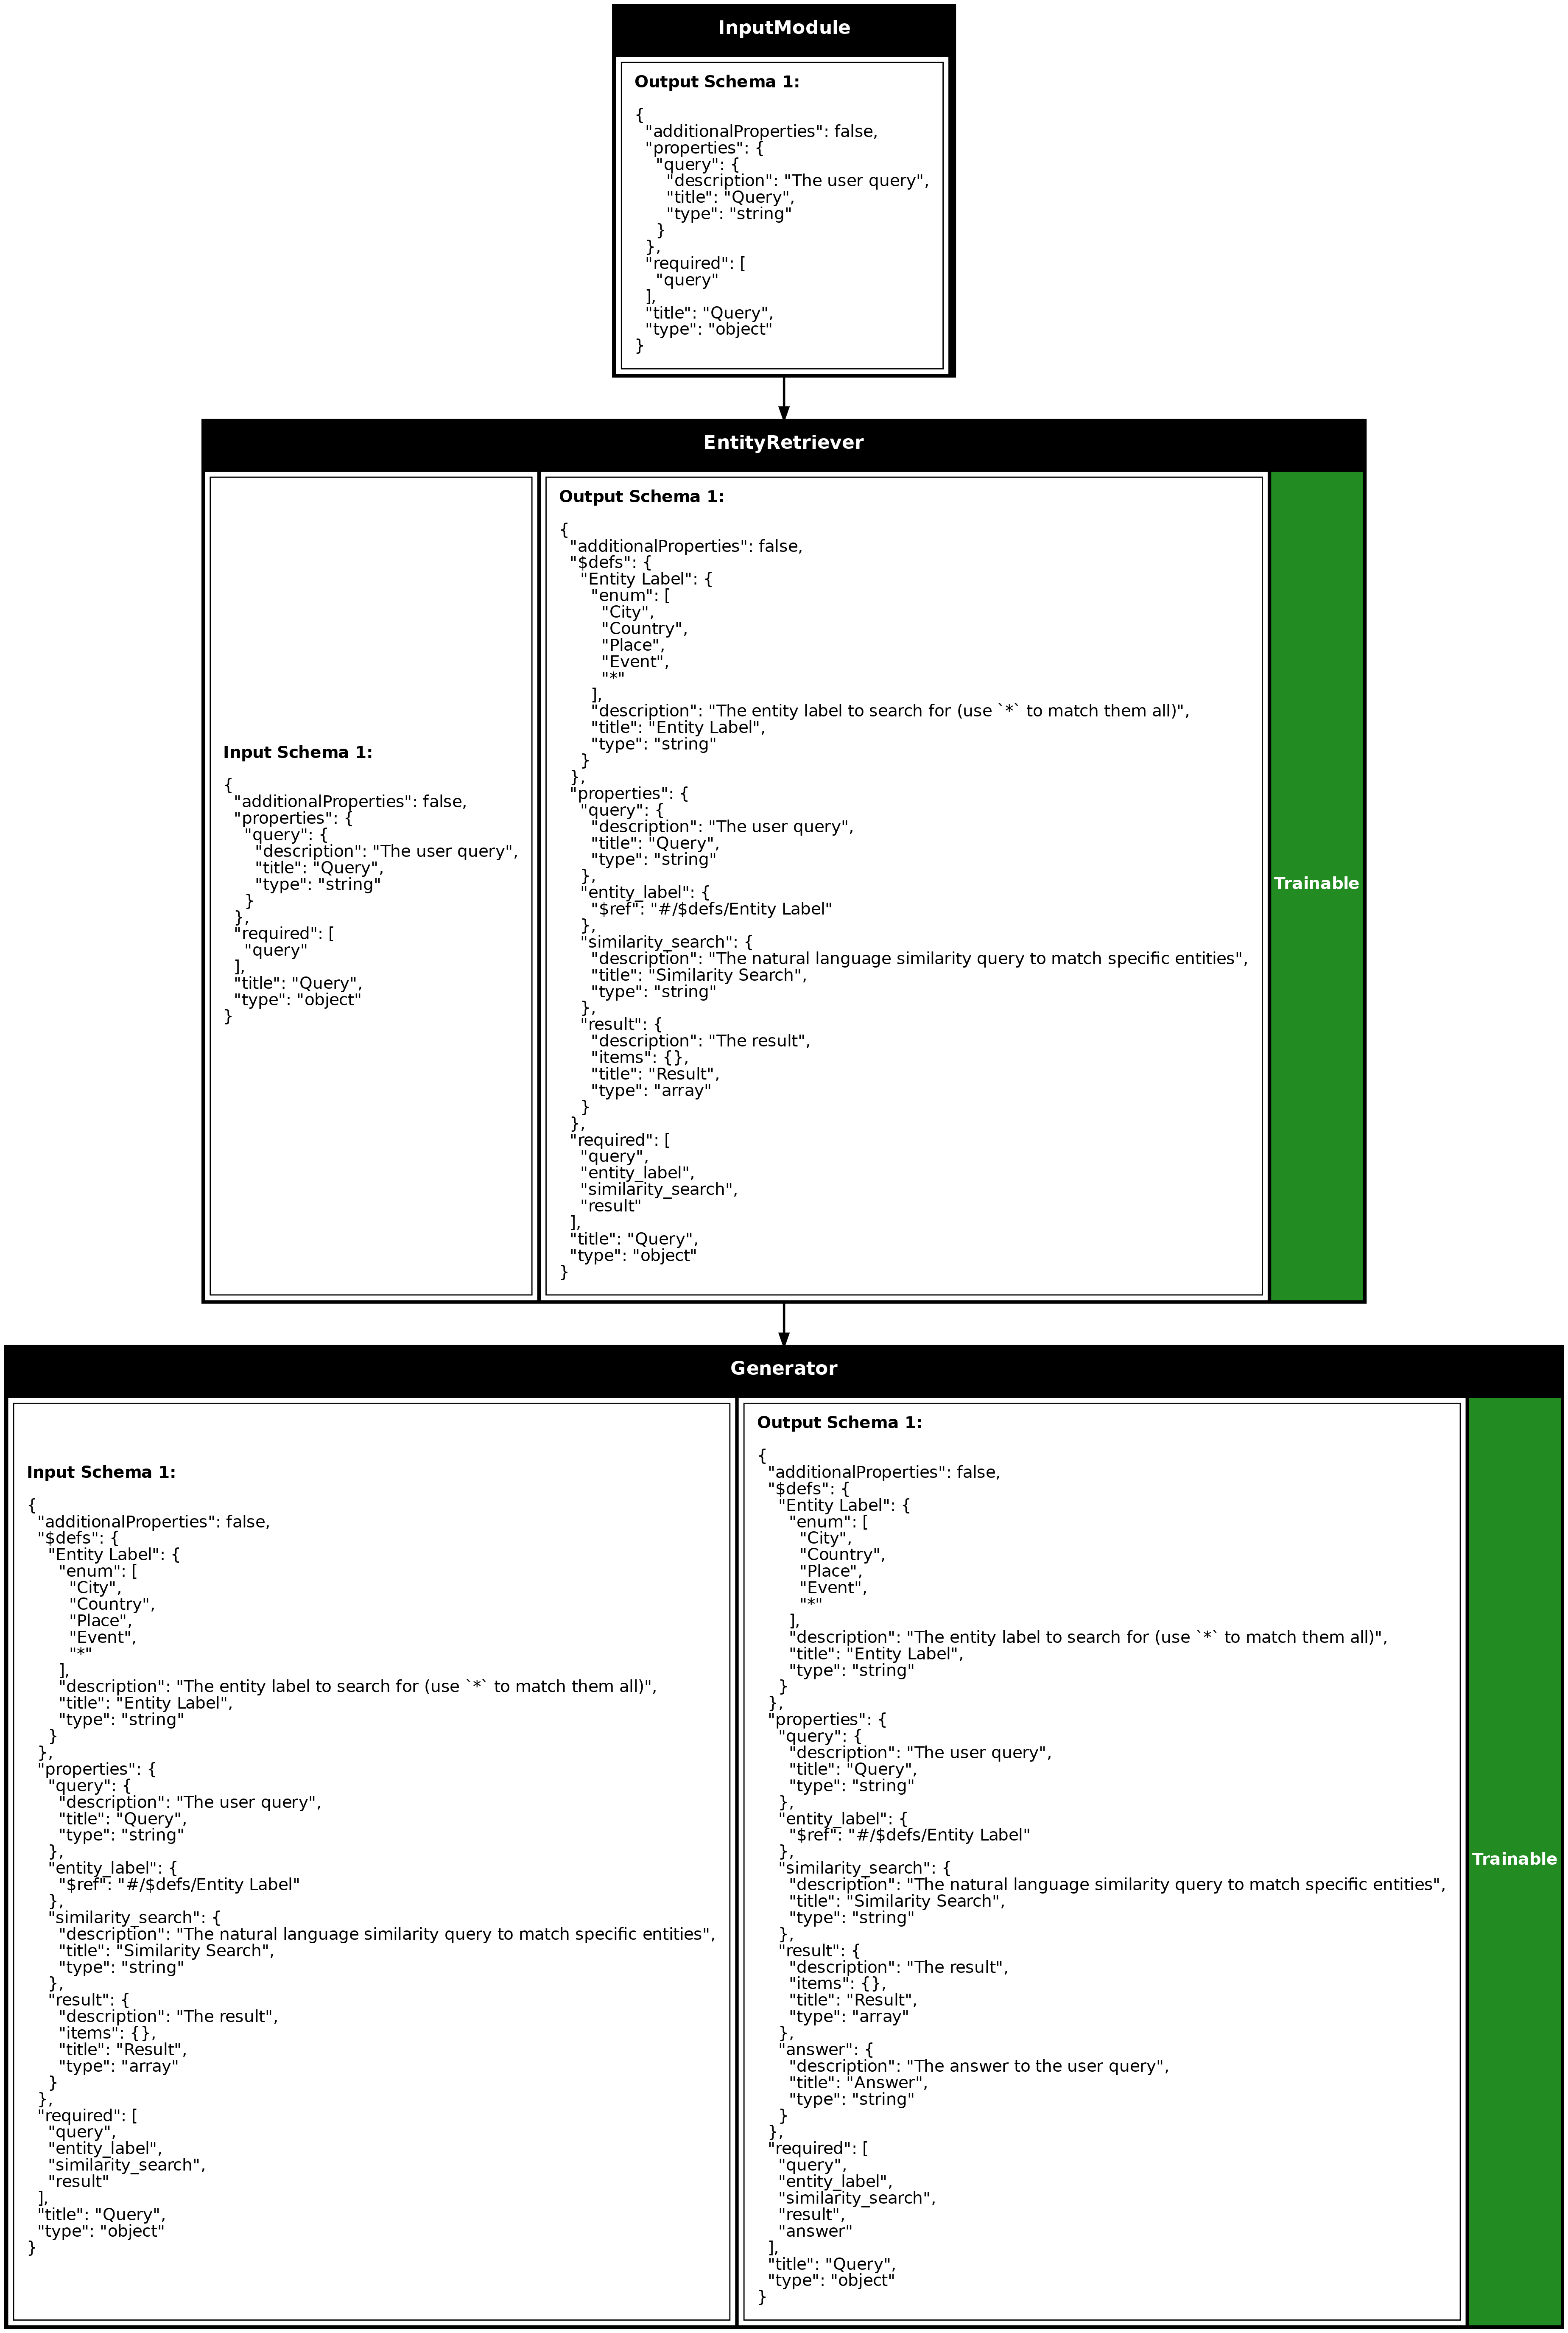 InputModule
Output Schema 1:
{
  "additionalProperties": false,
  "properties": {
    "query": {
      "description": "The user query",
      "title": "Query",
      "type": "string"
    }
  },
  "required": [
    "query"
  ],
  "title": "Query",
  "type": "object"
}
EntityRetriever
Input Schema 1:
{
  "additionalProperties": false,
  "properties": {
    "query": {
      "description": "The user query",
      "title": "Query",
      "type": "string"
    }
  },
  "required": [
    "query"
  ],
  "title": "Query",
  "type": "object"
}
Output Schema 1:
{
  "additionalProperties": false,
  "$defs": {
    "Entity Label": {
      "enum": [
        "City",
        "Country",
        "Place",
        "Event",
        "*"
      ],
      "description": "The entity label to search for (use `*` to match them all)",
      "title": "Entity Label",
      "type": "string"
    }
  },
  "properties": {
    "query": {
      "description": "The user query",
      "title": "Query",
      "type": "string"
    },
    "entity_label": {
      "$ref": "#/$defs/Entity Label"
    },
    "similarity_search": {
      "description": "The natural language similarity query to match specific entities",
      "title": "Similarity Search",
      "type": "string"
    },
    "result": {
      "description": "The result",
      "items": {},
      "title": "Result",
      "type": "array"
    }
  },
  "required": [
    "query",
    "entity_label",
    "similarity_search",
    "result"
  ],
  "title": "Query",
  "type": "object"
}
Trainable
Generator
Input Schema 1:
{
  "additionalProperties": false,
  "$defs": {
    "Entity Label": {
      "enum": [
        "City",
        "Country",
        "Place",
        "Event",
        "*"
      ],
      "description": "The entity label to search for (use `*` to match them all)",
      "title": "Entity Label",
      "type": "string"
    }
  },
  "properties": {
    "query": {
      "description": "The user query",
      "title": "Query",
      "type": "string"
    },
    "entity_label": {
      "$ref": "#/$defs/Entity Label"
    },
    "similarity_search": {
      "description": "The natural language similarity query to match specific entities",
      "title": "Similarity Search",
      "type": "string"
    },
    "result": {
      "description": "The result",
      "items": {},
      "title": "Result",
      "type": "array"
    }
  },
  "required": [
    "query",
    "entity_label",
    "similarity_search",
    "result"
  ],
  "title": "Query",
  "type": "object"
}
Output Schema 1:
{
  "additionalProperties": false,
  "$defs": {
    "Entity Label": {
      "enum": [
        "City",
        "Country",
        "Place",
        "Event",
        "*"
      ],
      "description": "The entity label to search for (use `*` to match them all)",
      "title": "Entity Label",
      "type": "string"
    }
  },
  "properties": {
    "query": {
      "description": "The user query",
      "title": "Query",
      "type": "string"
    },
    "entity_label": {
      "$ref": "#/$defs/Entity Label"
    },
    "similarity_search": {
      "description": "The natural language similarity query to match specific entities",
      "title": "Similarity Search",
      "type": "string"
    },
    "result": {
      "description": "The result",
      "items": {},
      "title": "Result",
      "type": "array"
    },
    "answer": {
      "description": "The answer to the user query",
      "title": "Answer",
      "type": "string"
    }
  },
  "required": [
    "query",
    "entity_label",
    "similarity_search",
    "result",
    "answer"
  ],
  "title": "Query",
  "type": "object"
}
Trainable